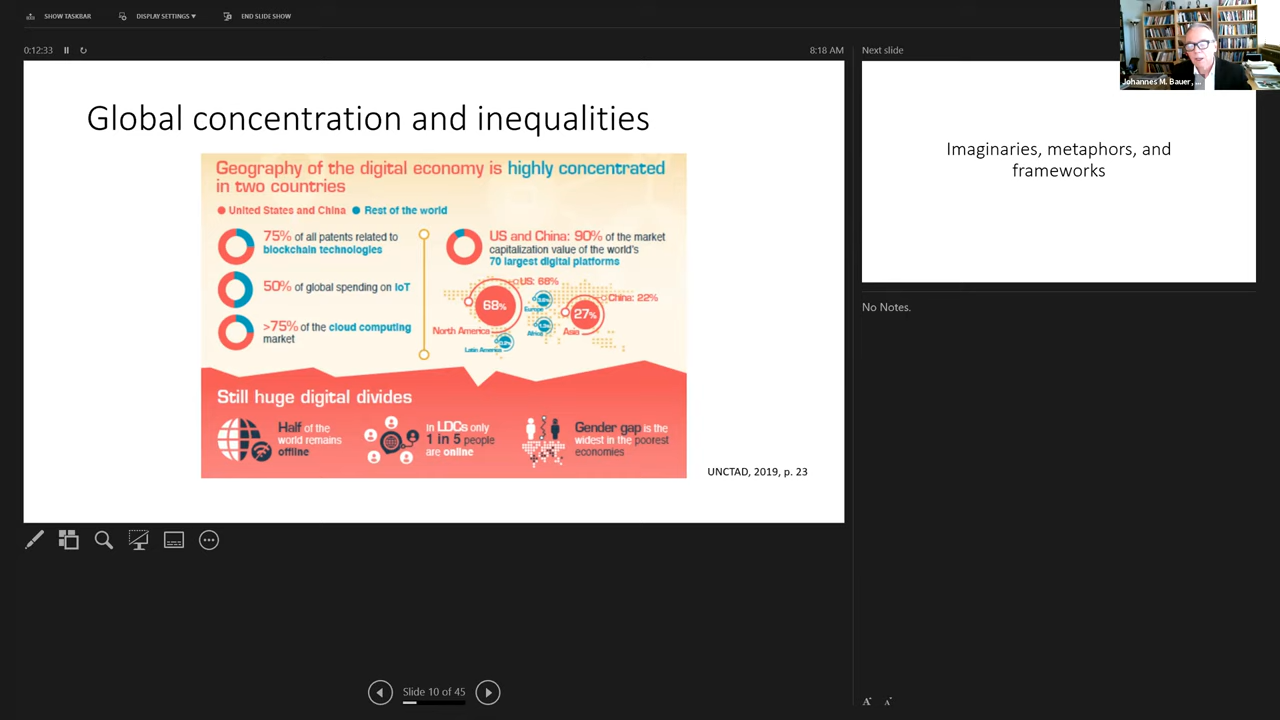 SHOW TASKBAR
DISPLAY SETTINGS ▾
END SLIDE SHOW
0:12:33
8:18 AM
Next slide
Johannes M. Bauer, ...
Global concentration and inequalities
Geography of the digital economy is highly concentrated
in two countries
United States and China
Rest of the world
75% of all patents related to
blockchain technologies
50% of global spending on IoT
>75% of the cloud computing
market
US and China: 90% of the market
capitalization value of the world's
70 largest digital platforms
US: 68%
68%
North America
Europe
China: 22%
27%
Asia
Africa
Latin America
Still huge digital divides
Half of the
world remains
offline
In LDCs only
1 in 5 people
are online
Gender gap is the
widest in the poorest
economies
UNCTAD, 2019, p. 23
Imaginaries, metaphors, and
frameworks
No Notes.
Slide 10 of 45
A
A